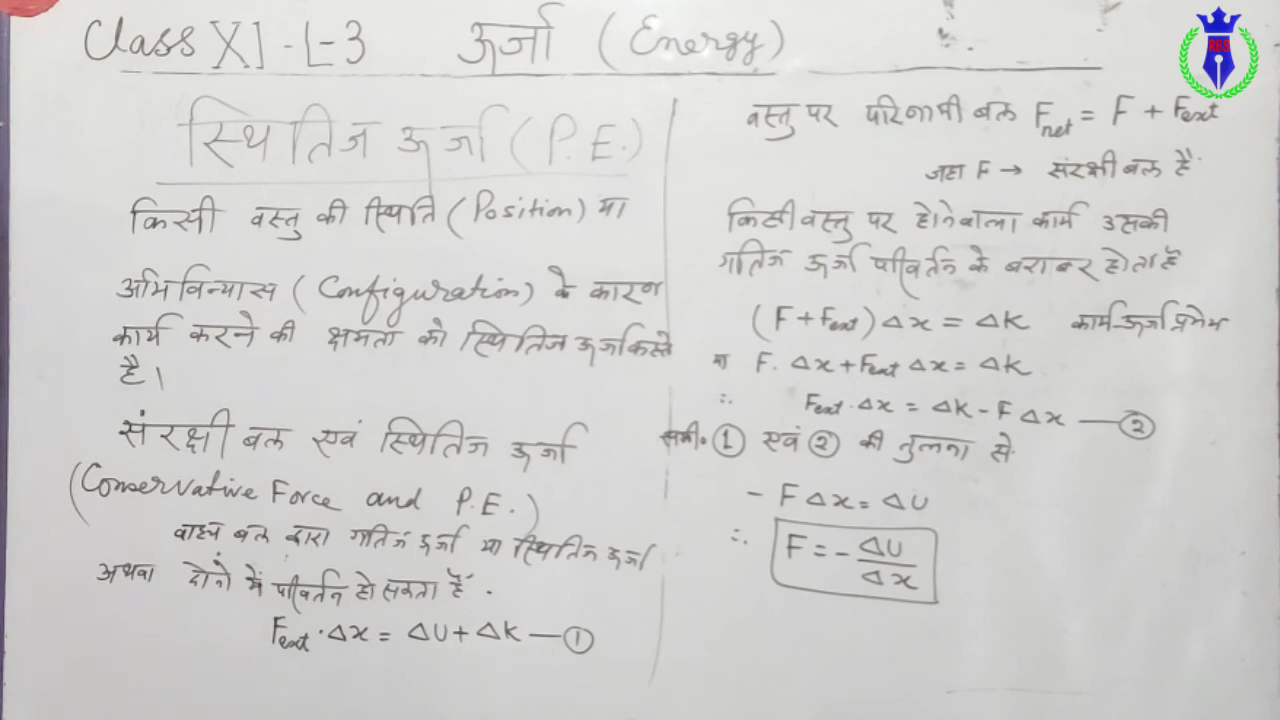 Class XI - L-3 ऊर्जा (Energy)
RGS
स्थितिज ऊर्जा (P.E.)
किसी वस्तु की स्थिति (Position) या
अभिविन्यास (Configuration) के कारण
कार्य करने की क्षमता को स्थितिज ऊर्जा कहते
है।
संरक्षी बल एवं स्थितिज ऊर्जा
(Conservative Force and P.E.)
वाह्य बल द्वारा गतिज ऊर्जा या स्थितिज ऊर्जा
अथवा दोनों में परिवर्तन हो सकता है.
Fext·Δx = ΔU + ΔK — ①
वस्तु पर परिणामी बल Fnet = F + Fext
जहा F → संरक्षी बल है.
किसी वस्तु पर होनेवाला कार्य उसकी
गतिज ऊर्जा परिवर्तन के बराबर होता है
(F + Fext) Δx = ΔK कार्य-ऊर्जा प्रमेय
या F. Δx + Fext Δx = ΔK
∴ Fext·Δx = ΔK - F Δx — ②
समी. ① एवं ② की तुलना से
- F Δx = ΔU
∴ F = - ΔU/Δx